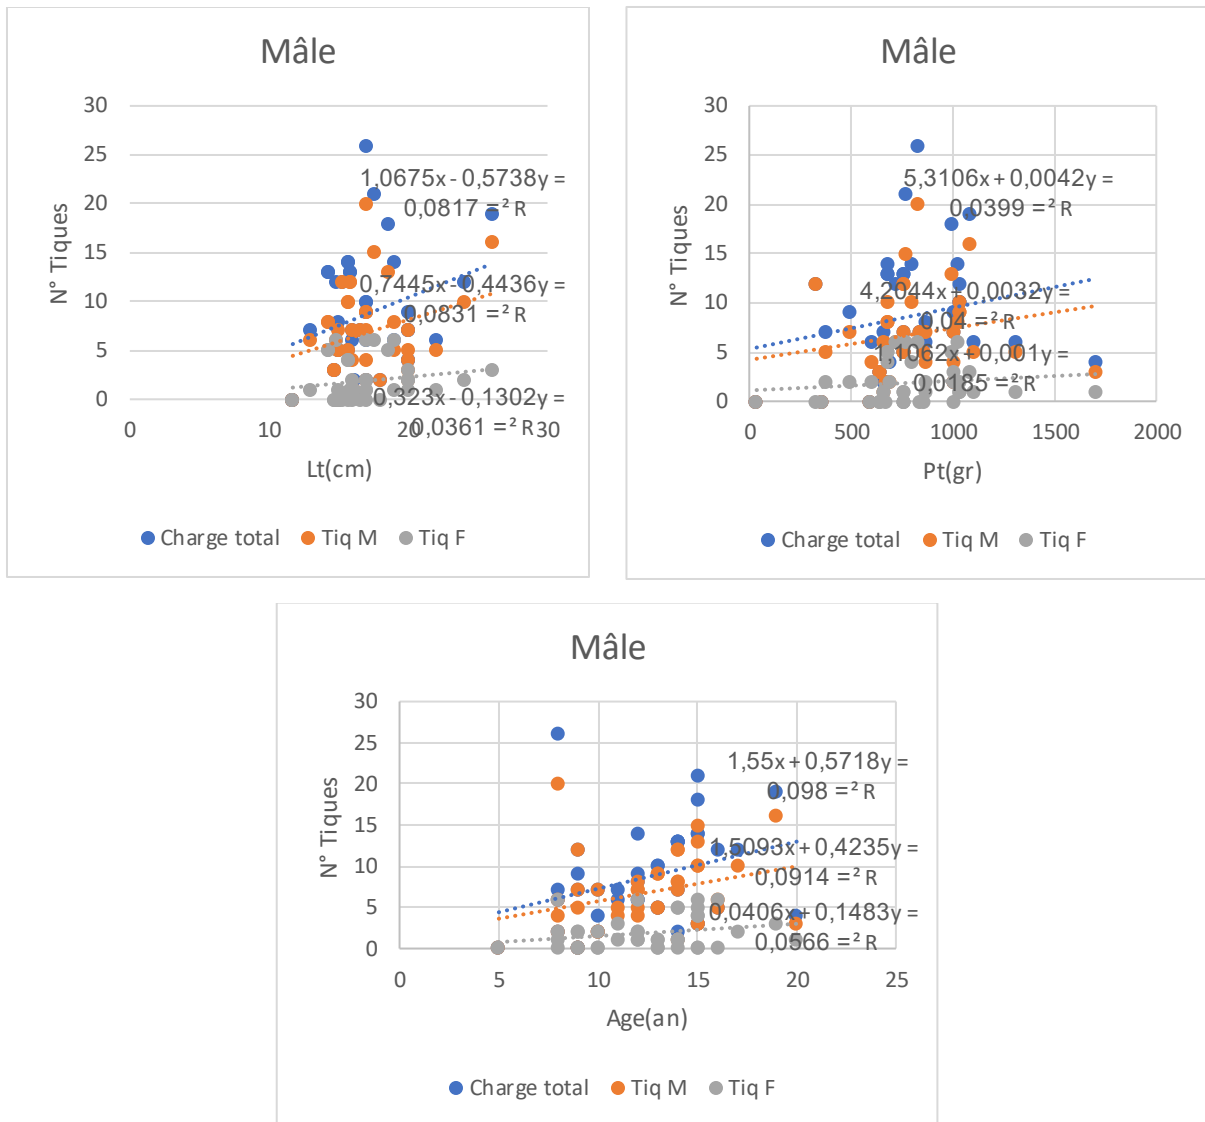 Mâle
30
25
20
15
10
5
0
N° Tiques
1,0675x - 0,5738y =
0,0817 =² R
0,7445x - 0,4436y =
0,0831 =² R
0,323x - 0,1302y =
0,0361 =² R
0 10 20 30
Lt(cm)
Charge total Tiq M Tiq F
Mâle
30
25
20
15
10
5
0
N° Tiques
5,3106x + 0,0042y =
0,0399 =² R
4,2044x + 0,0032y =
0,04 =² R
1,1062x + 0,001y =
0,0185 =² R
0 500 1000 1500 2000
Pt(gr)
Charge total Tiq M Tiq F
Mâle
30
25
20
15
10
5
0
N° Tiques
1,55x + 0,5718y =
0,098 =² R
1,5093x + 0,4235y =
0,0914 =² R
0,0406x + 0,1483y =
0,0566 =² R
0 5 10 15 20 25
Age(an)
Charge total Tiq M Tiq F